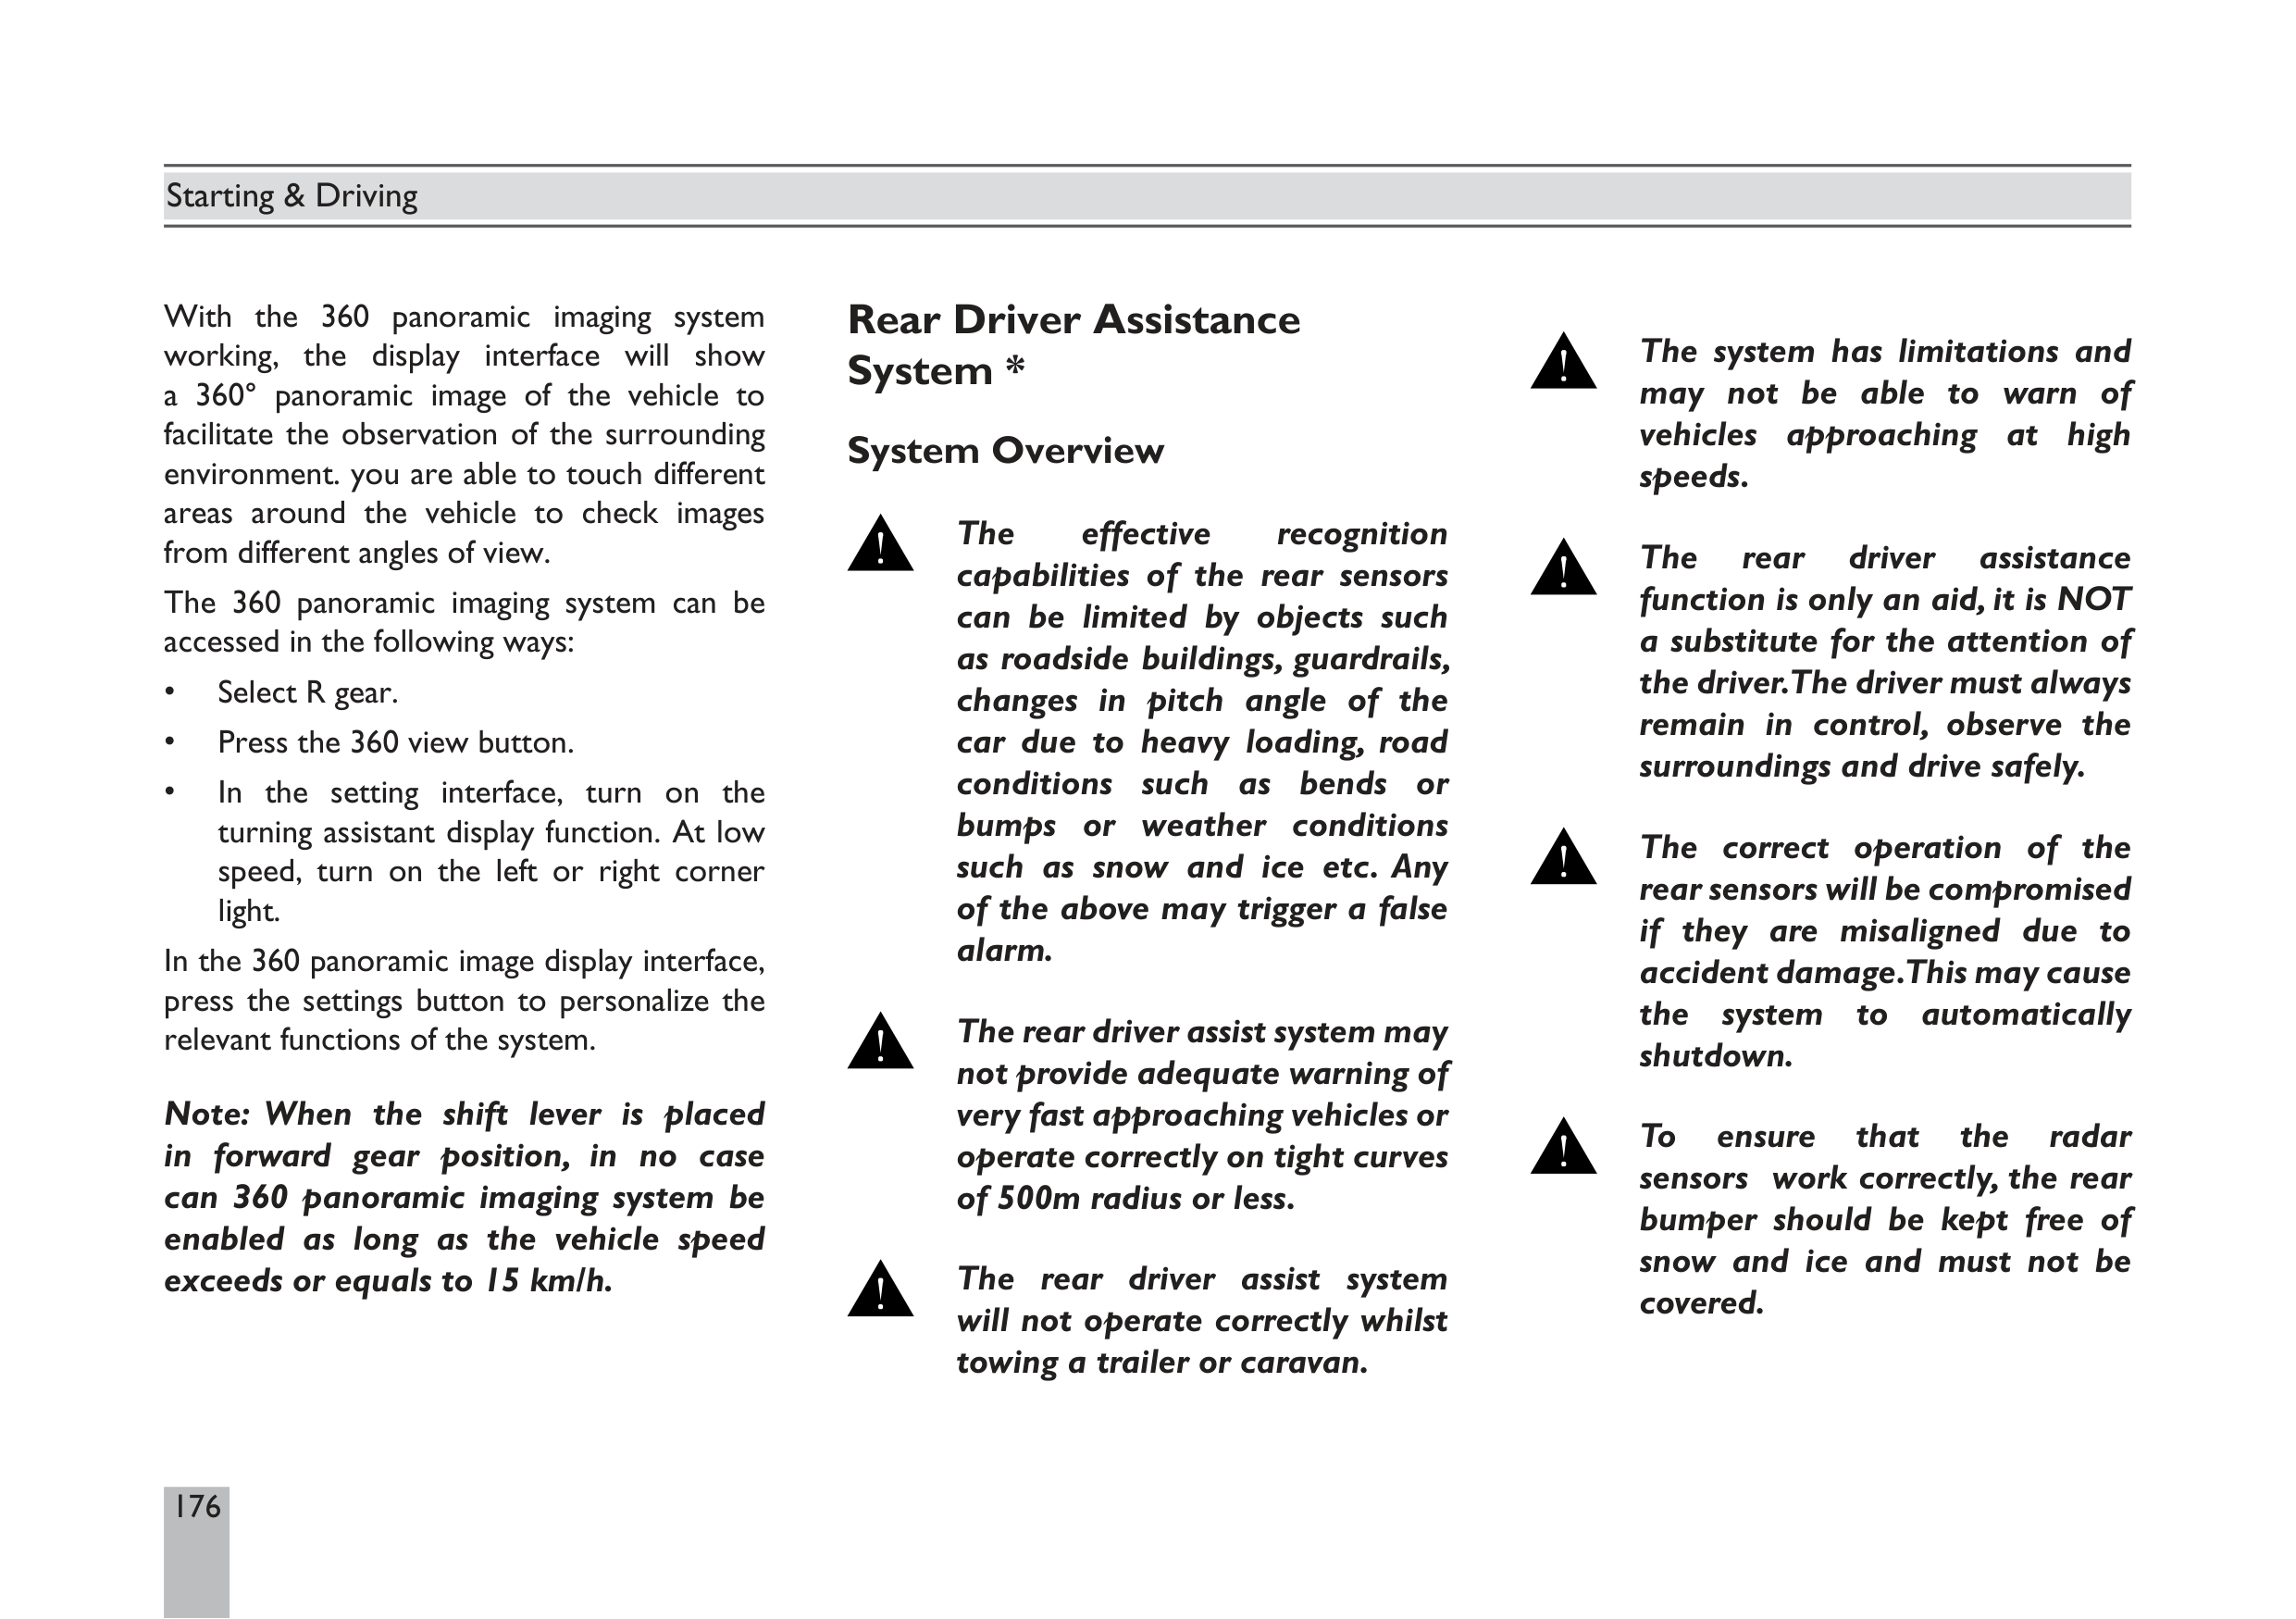 Starting & Driving
With the 360 panoramic imaging system
working, the display interface will show
a 360° panoramic image of the vehicle to
facilitate the observation of the surrounding
environment. you are able to touch different
areas around the vehicle to check images
from different angles of view.
The 360 panoramic imaging system can be
accessed in the following ways:
• Select R gear.
• Press the 360 view button.
• In the setting interface, turn on the
turning assistant display function. At low
speed, turn on the left or right corner
light.
In the 360 panoramic image display interface,
press the settings button to personalize the
relevant functions of the system.
Note: When the shift lever is placed
in forward gear position, in no case
can 360 panoramic imaging system be
enabled as long as the vehicle speed
exceeds or equals to 15 km/h.
Rear Driver Assistance
System *
System Overview
The effective recognition
capabilities of the rear sensors
can be limited by objects such
as roadside buildings, guardrails,
changes in pitch angle of the
car due to heavy loading, road
conditions such as bends or
bumps or weather conditions
such as snow and ice etc. Any
of the above may trigger a false
alarm.
The rear driver assist system may
not provide adequate warning of
very fast approaching vehicles or
operate correctly on tight curves
of 500m radius or less.
The rear driver assist system
will not operate correctly whilst
towing a trailer or caravan.
The system has limitations and
may not be able to warn of
vehicles approaching at high
speeds.
The rear driver assistance
function is only an aid, it is NOT
a substitute for the attention of
the driver.The driver must always
remain in control, observe the
surroundings and drive safely.
The correct operation of the
rear sensors will be compromised
if they are misaligned due to
accident damage.This may cause
the system to automatically
shutdown.
To ensure that the radar
sensors work correctly, the rear
bumper should be kept free of
snow and ice and must not be
covered.
176